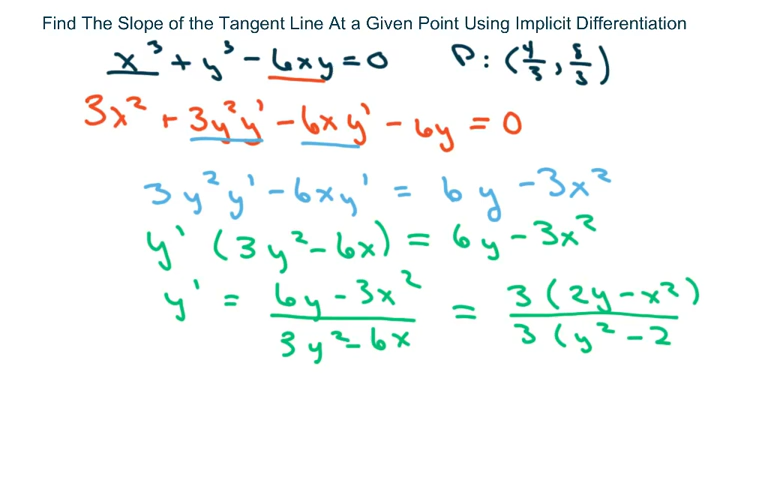 Find The Slope of the Tangent Line At a Given Point Using Implicit Differentiation
x³ + y³ - 6xy = 0 P: (4/3, 8/3)
3x² + 3y²y' - 6xy' - 6y = 0
3y²y' - 6xy' = 6y - 3x²
y' (3y² - 6x) = 6y - 3x²
y' = (6y - 3x²)/(3y² - 6x) = 3(2y - x²)/3(y² - 2